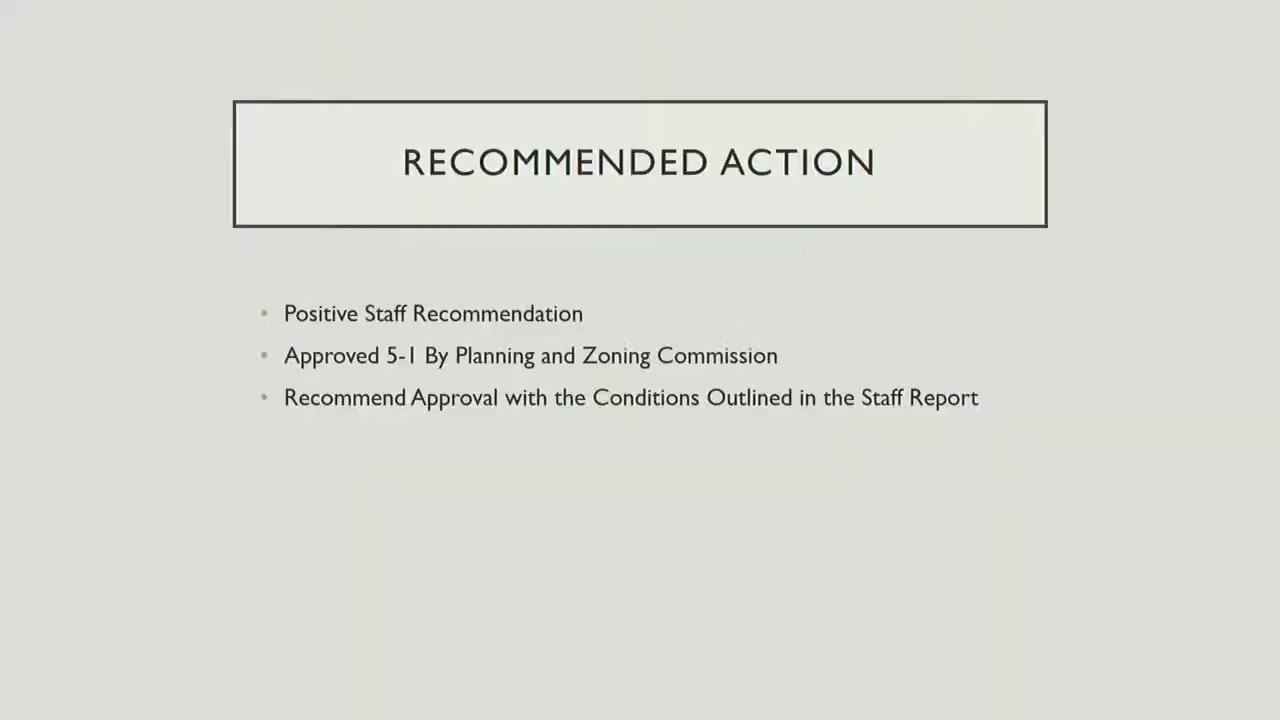 RECOMMENDED ACTION
• Positive Staff Recommendation
• Approved 5-1 By Planning and Zoning Commission
• Recommend Approval with the Conditions Outlined in the Staff Report